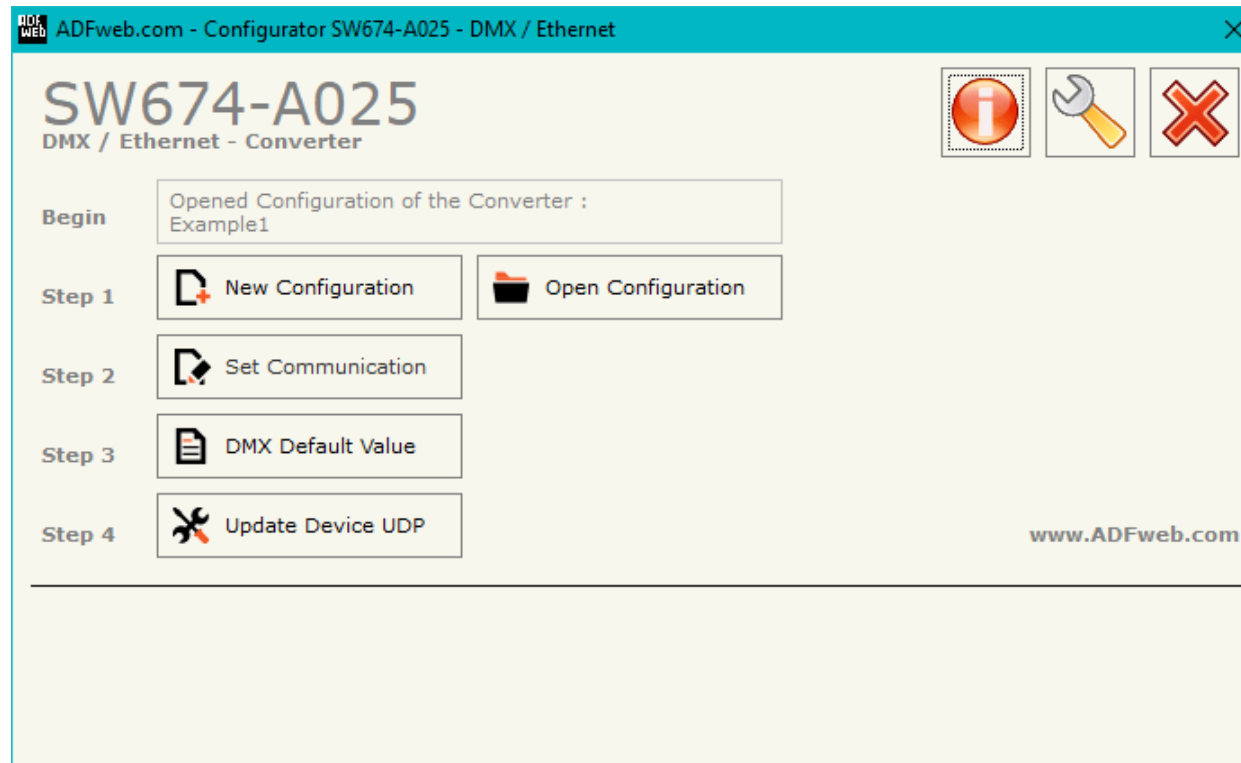 ADF
WEB
ADFweb.com - Configurator SW674-A025 - DMX / Ethernet
SW674-A025
DMX / Ethernet - Converter
Begin
Opened Configuration of the Converter :
Example1
Step 1
New Configuration
Open Configuration
Step 2
Set Communication
Step 3
DMX Default Value
Step 4
Update Device UDP
www.ADFweb.com